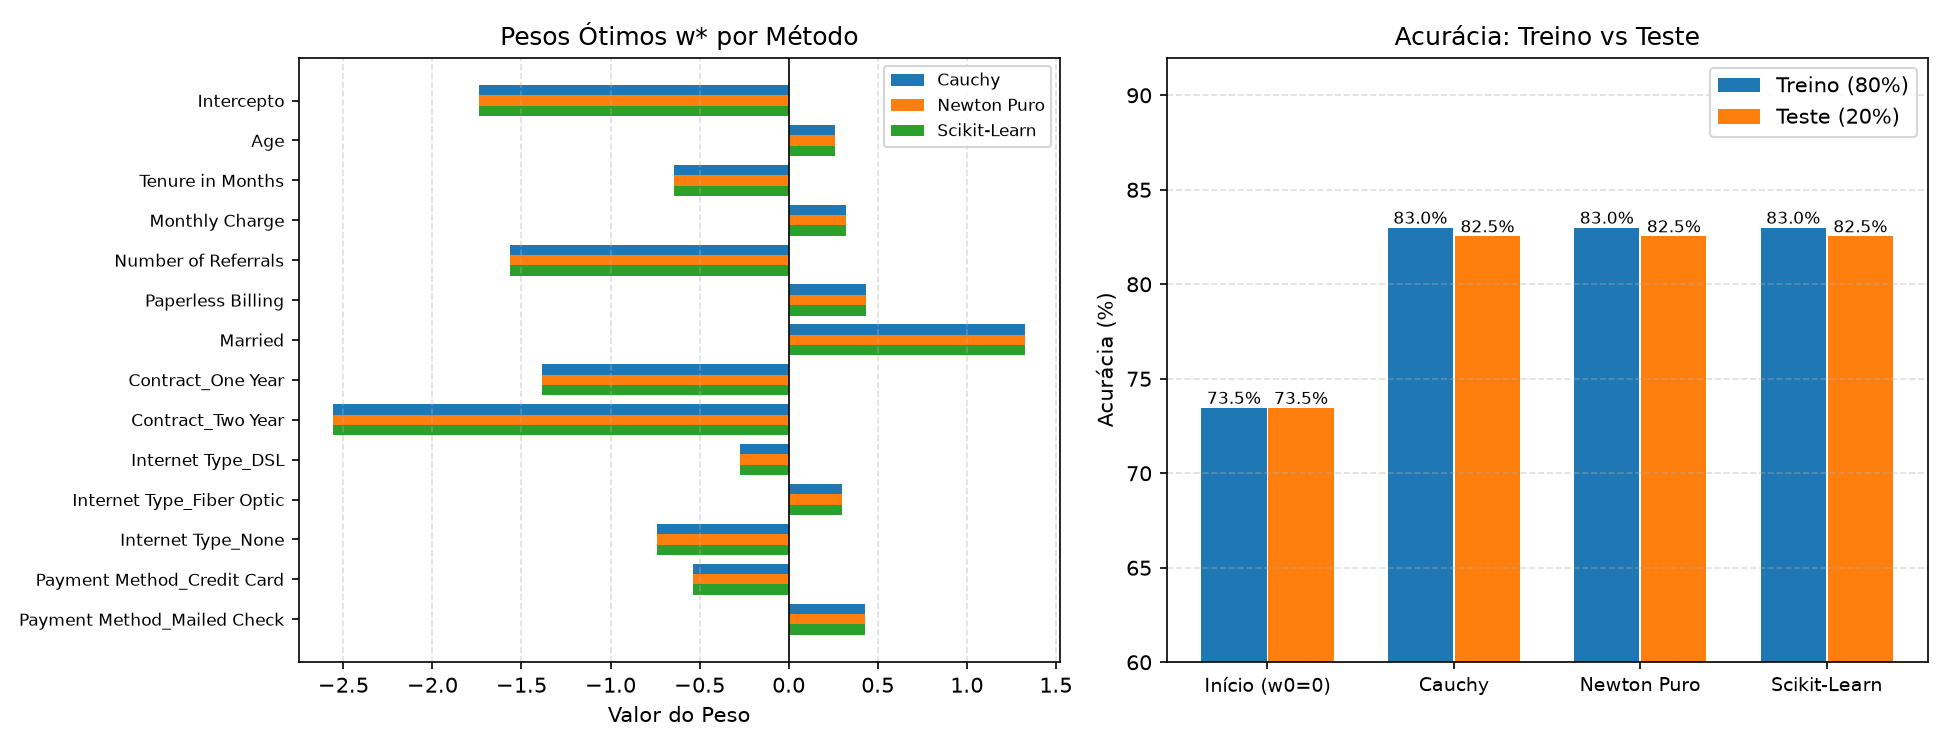 Pesos Ótimos w* por Método
Cauchy
Newton Puro
Scikit-Learn
Intercepto
Age
Tenure in Months
Monthly Charge
Number of Referrals
Paperless Billing
Married
Contract_One Year
Contract_Two Year
Internet Type_DSL
Internet Type_Fiber Optic
Internet Type_None
Payment Method_Credit Card
Payment Method_Mailed Check
−2.5 −2.0 −1.5 −1.0 −0.5 0.0 0.5 1.0 1.5
Valor do Peso
Acurácia: Treino vs Teste
Treino (80%)
Teste (20%)
Acurácia (%)
90
85
80
75
70
65
60
73.5% 73.5%
83.0% 82.5%
83.0% 82.5%
83.0% 82.5%
Início (w0=0) Cauchy Newton Puro Scikit-Learn